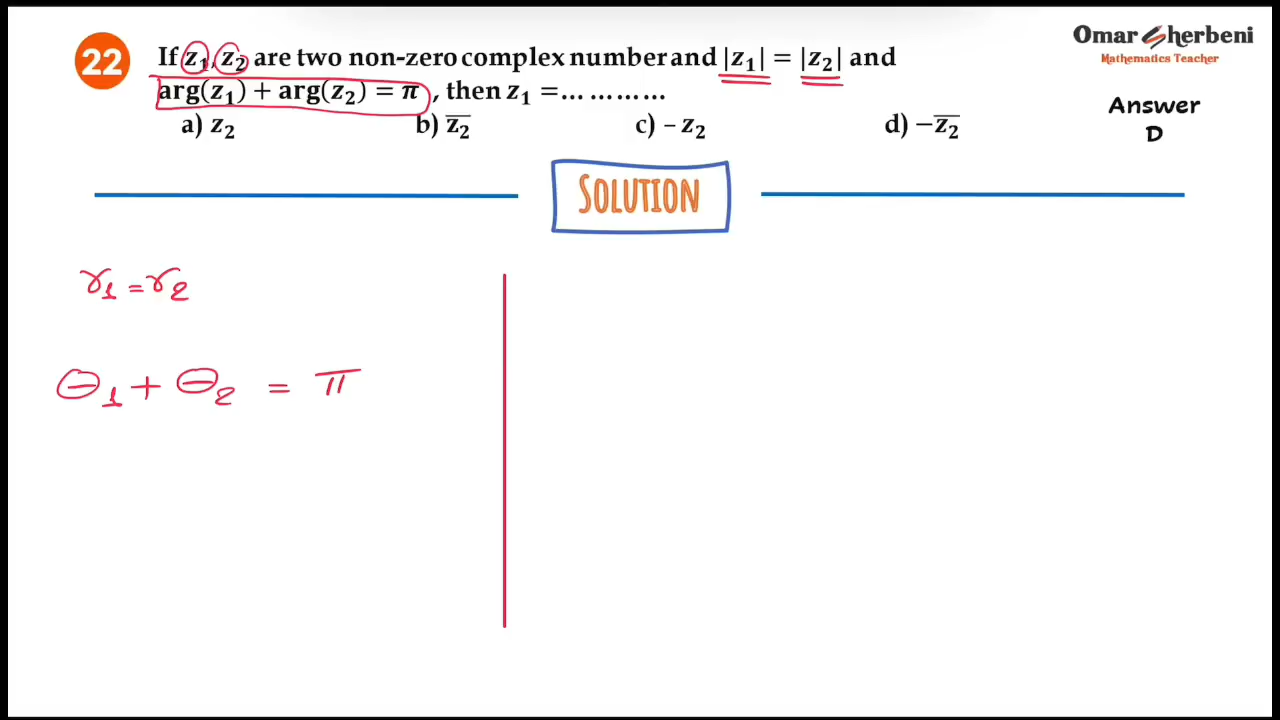 22 If z₁, z₂ are two non-zero complex number and |z₁| = |z₂| and
arg(z₁) + arg(z₂) = π , then z₁ =... ... ... ...
a) z₂ b) z̅₂ c) – z₂ d) −z̅₂
Omar Sherbeni
Mathematics Teacher
Answer
D
SOLUTION
r₁ = r₂
Θ₁ + Θ₂ = π